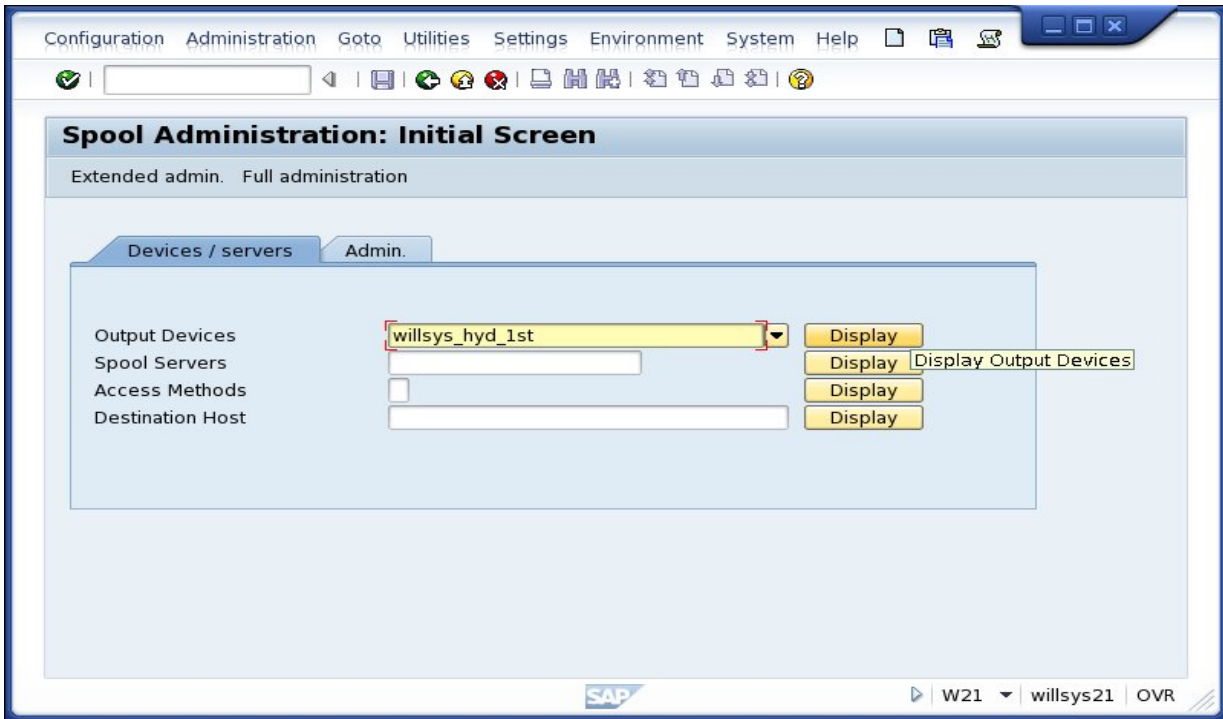 Configuration Administration Goto Utilities Settings Environment System Help
Spool Administration: Initial Screen
Extended admin. Full administration
Devices / servers Admin.
Output Devices willsys_hyd_1st Display
Spool Servers Display Display Output Devices
Access Methods Display
Destination Host Display
SAP W21 willsys21 OVR